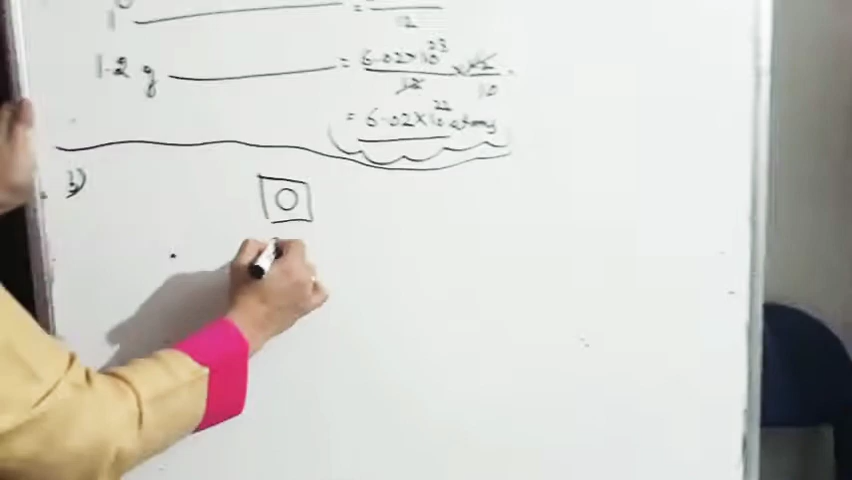 1 = 12
1.2 g = 6.02×10²³/12 × 12/10
= 6.02×10²² atoms
b)
O